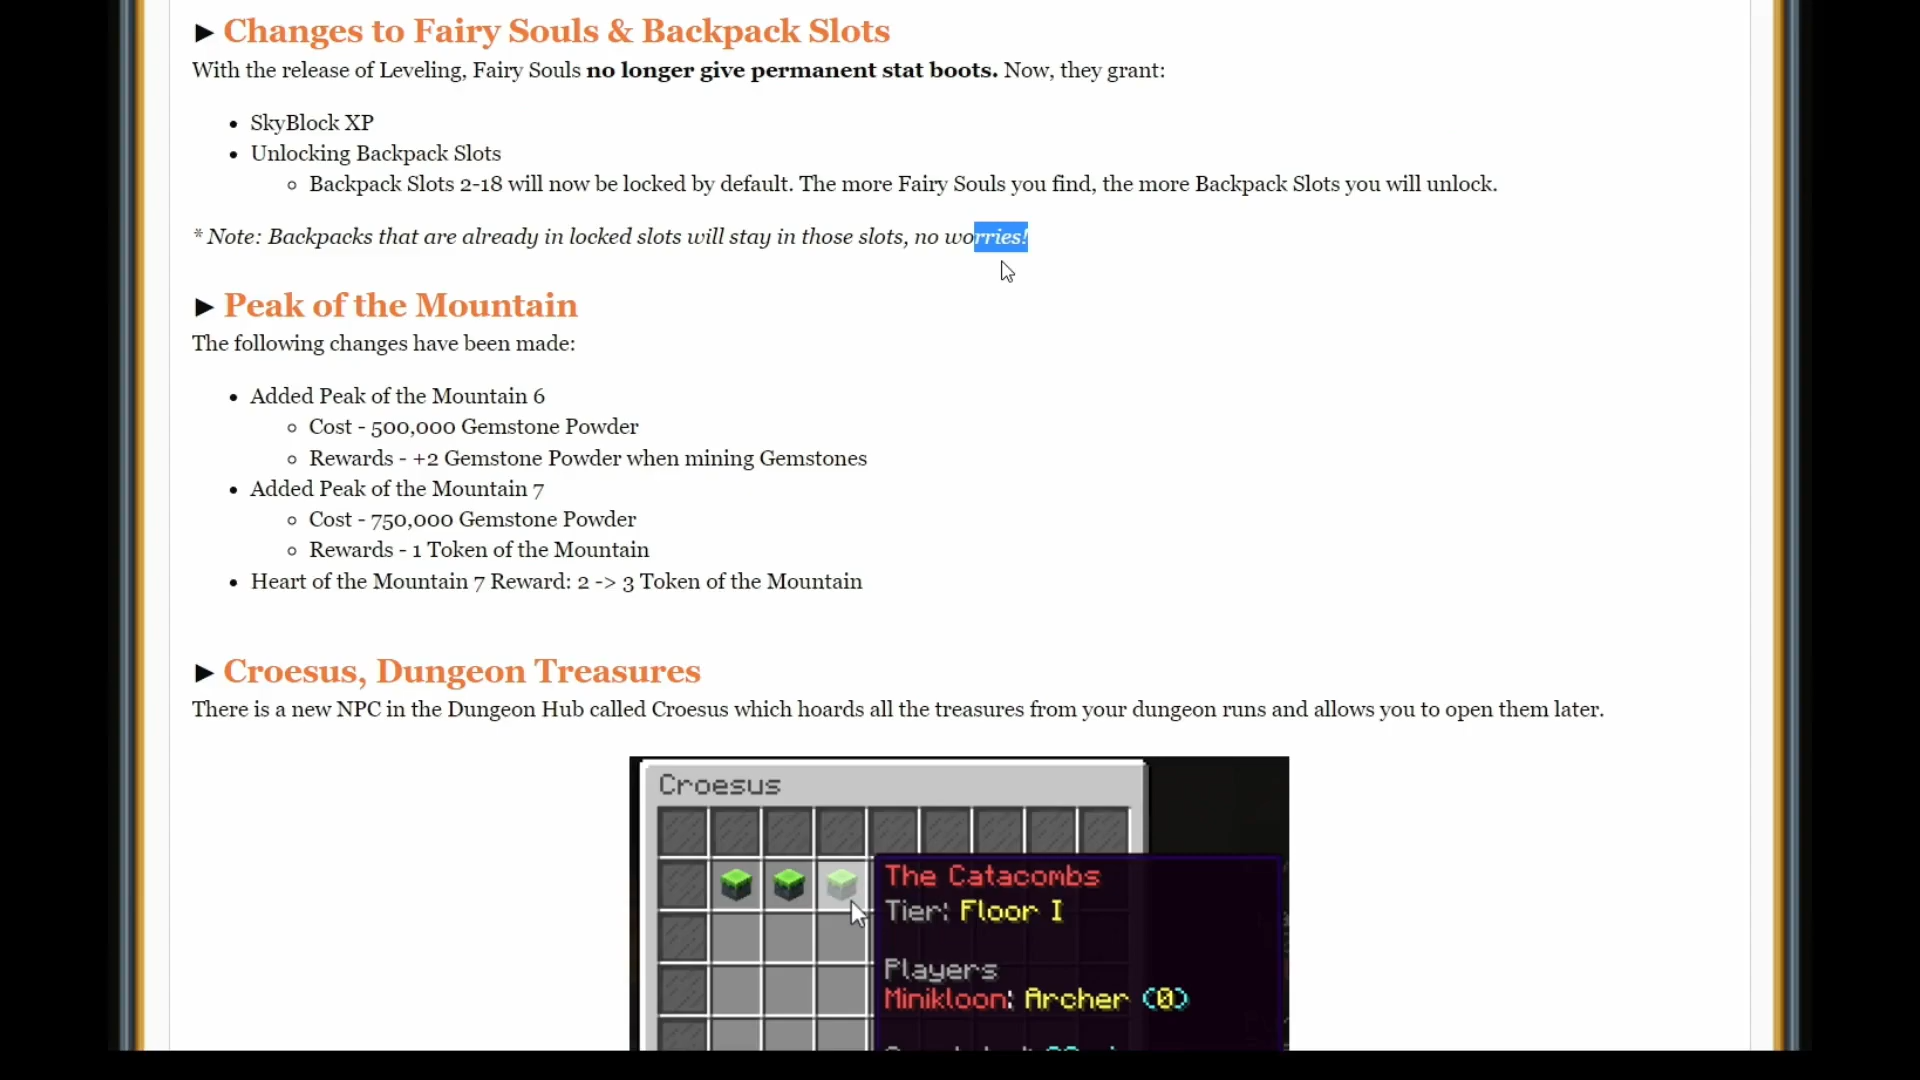 ► Changes to Fairy Souls & Backpack Slots
With the release of Leveling, Fairy Souls no longer give permanent stat boots. Now, they grant:
• SkyBlock XP
• Unlocking Backpack Slots
◦ Backpack Slots 2-18 will now be locked by default. The more Fairy Souls you find, the more Backpack Slots you will unlock.
* Note: Backpacks that are already in locked slots will stay in those slots, no worries!
► Peak of the Mountain
The following changes have been made:
• Added Peak of the Mountain 6
◦ Cost - 500,000 Gemstone Powder
◦ Rewards - +2 Gemstone Powder when mining Gemstones
• Added Peak of the Mountain 7
◦ Cost - 750,000 Gemstone Powder
◦ Rewards - 1 Token of the Mountain
• Heart of the Mountain 7 Reward: 2 -> 3 Token of the Mountain
► Croesus, Dungeon Treasures
There is a new NPC in the Dungeon Hub called Croesus which hoards all the treasures from your dungeon runs and allows you to open them later.
Croesus
The Catacombs
Tier: Floor I
Players
Minikloon: Archer (0)